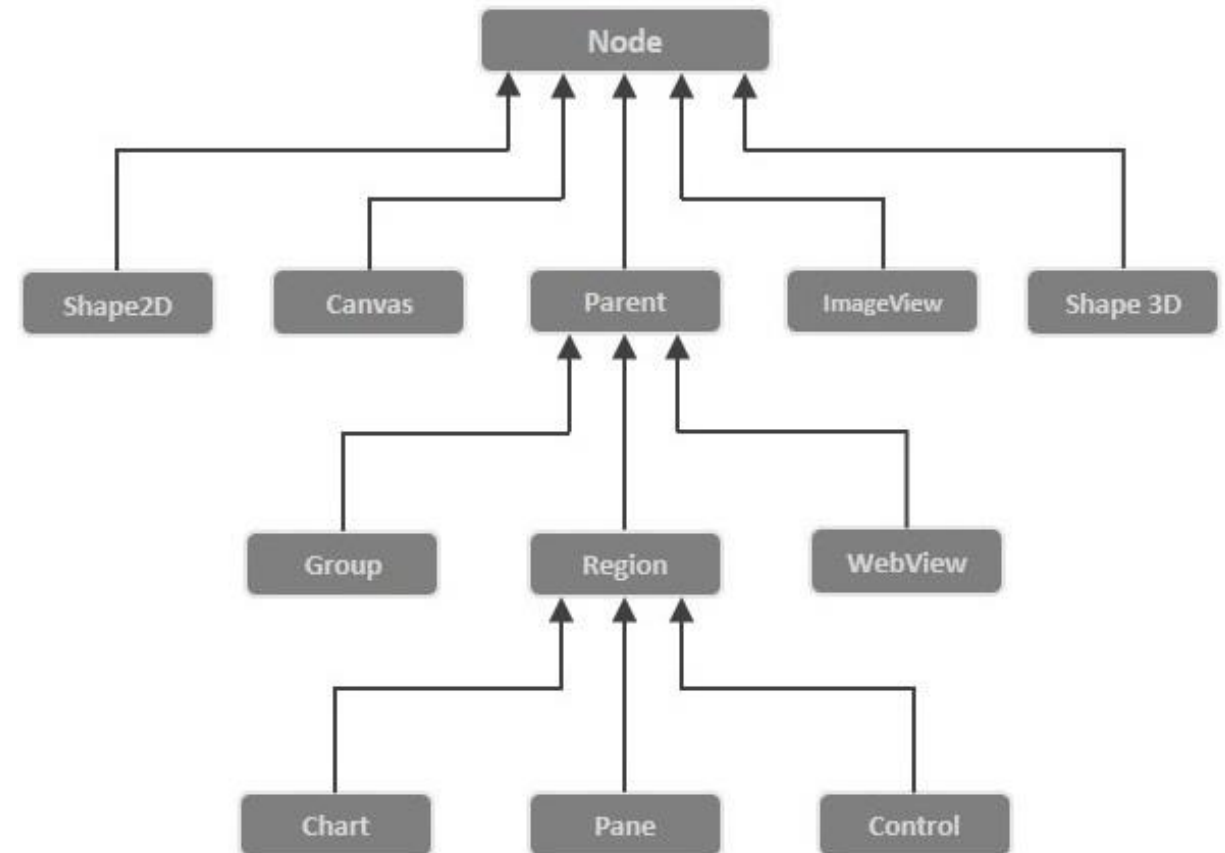 Node
Shape2D
Canvas
Parent
ImageView
Shape 3D
Group
Region
WebView
Chart
Pane
Control